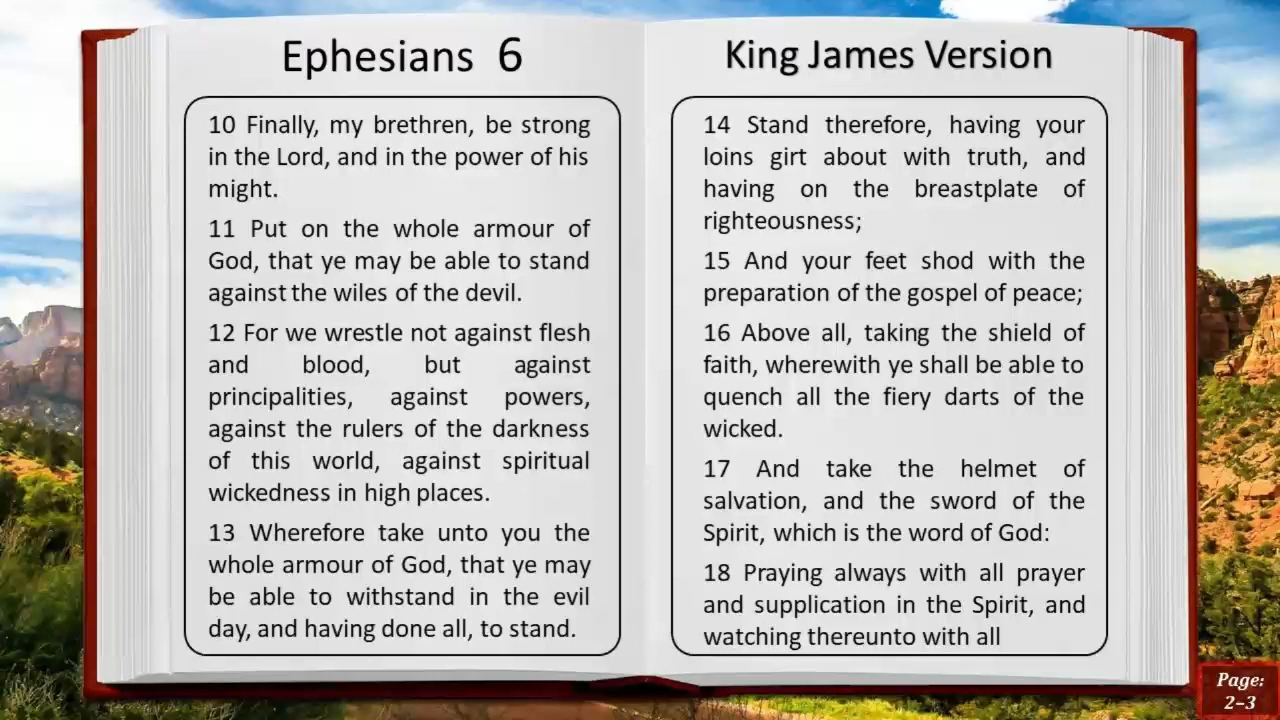 Ephesians 6
10 Finally, my brethren, be strong
in the Lord, and in the power of his
might.
11 Put on the whole armour of
God, that ye may be able to stand
against the wiles of the devil.
12 For we wrestle not against flesh
and blood, but against
principalities, against powers,
against the rulers of the darkness
of this world, against spiritual
wickedness in high places.
13 Wherefore take unto you the
whole armour of God, that ye may
be able to withstand in the evil
day, and having done all, to stand.
King James Version
14 Stand therefore, having your
loins girt about with truth, and
having on the breastplate of
righteousness;
15 And your feet shod with the
preparation of the gospel of peace;
16 Above all, taking the shield of
faith, wherewith ye shall be able to
quench all the fiery darts of the
wicked.
17 And take the helmet of
salvation, and the sword of the
Spirit, which is the word of God:
18 Praying always with all prayer
and supplication in the Spirit, and
watching thereunto with all
Page:
2–3